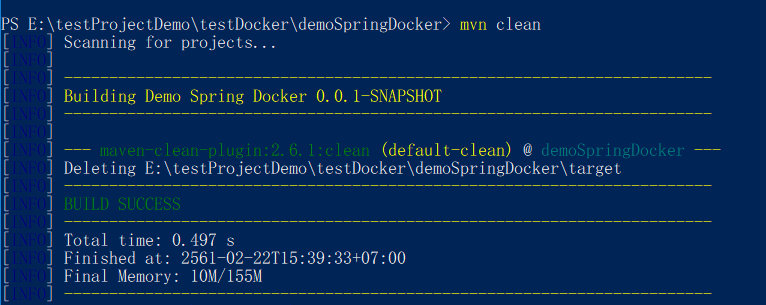 PS E:\testProjectDemo\testDocker\demoSpringDocker> mvn clean
[INFO] Scanning for projects...
[INFO]
[INFO] ------------------------------------------------------------------------
[INFO] Building Demo Spring Docker 0.0.1-SNAPSHOT
[INFO] ------------------------------------------------------------------------
[INFO]
[INFO] --- maven-clean-plugin:2.6.1:clean (default-clean) @ demoSpringDocker ---
[INFO] Deleting E:\testProjectDemo\testDocker\demoSpringDocker\target
[INFO] ------------------------------------------------------------------------
[INFO] BUILD SUCCESS
[INFO] ------------------------------------------------------------------------
[INFO] Total time: 0.497 s
[INFO] Finished at: 2561-02-22T15:39:33+07:00
[INFO] Final Memory: 10M/155M
[INFO] ------------------------------------------------------------------------